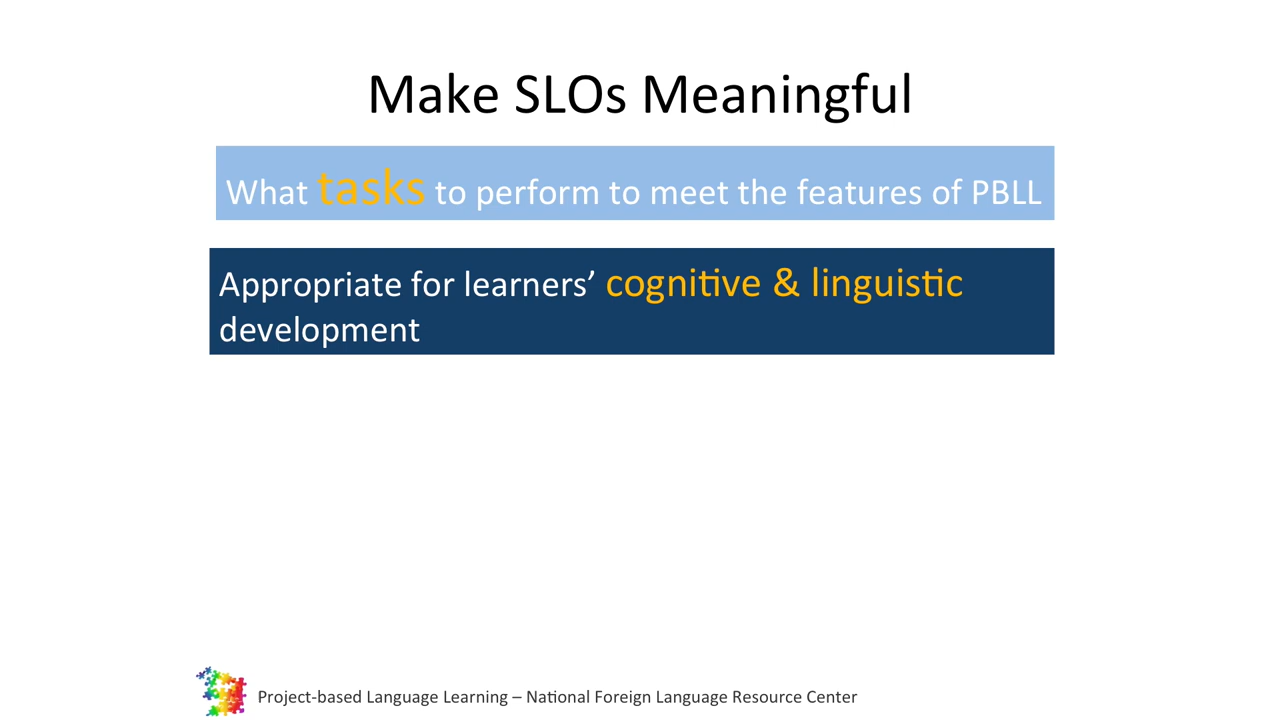 Make SLOs Meaningful
What tasks to perform to meet the features of PBLL
Appropriate for learners’ cognitive & linguistic
development
Project-based Language Learning – National Foreign Language Resource Center